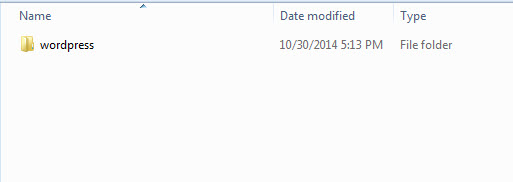 Name Date modified Type
wordpress 10/30/2014 5:13 PM File folder